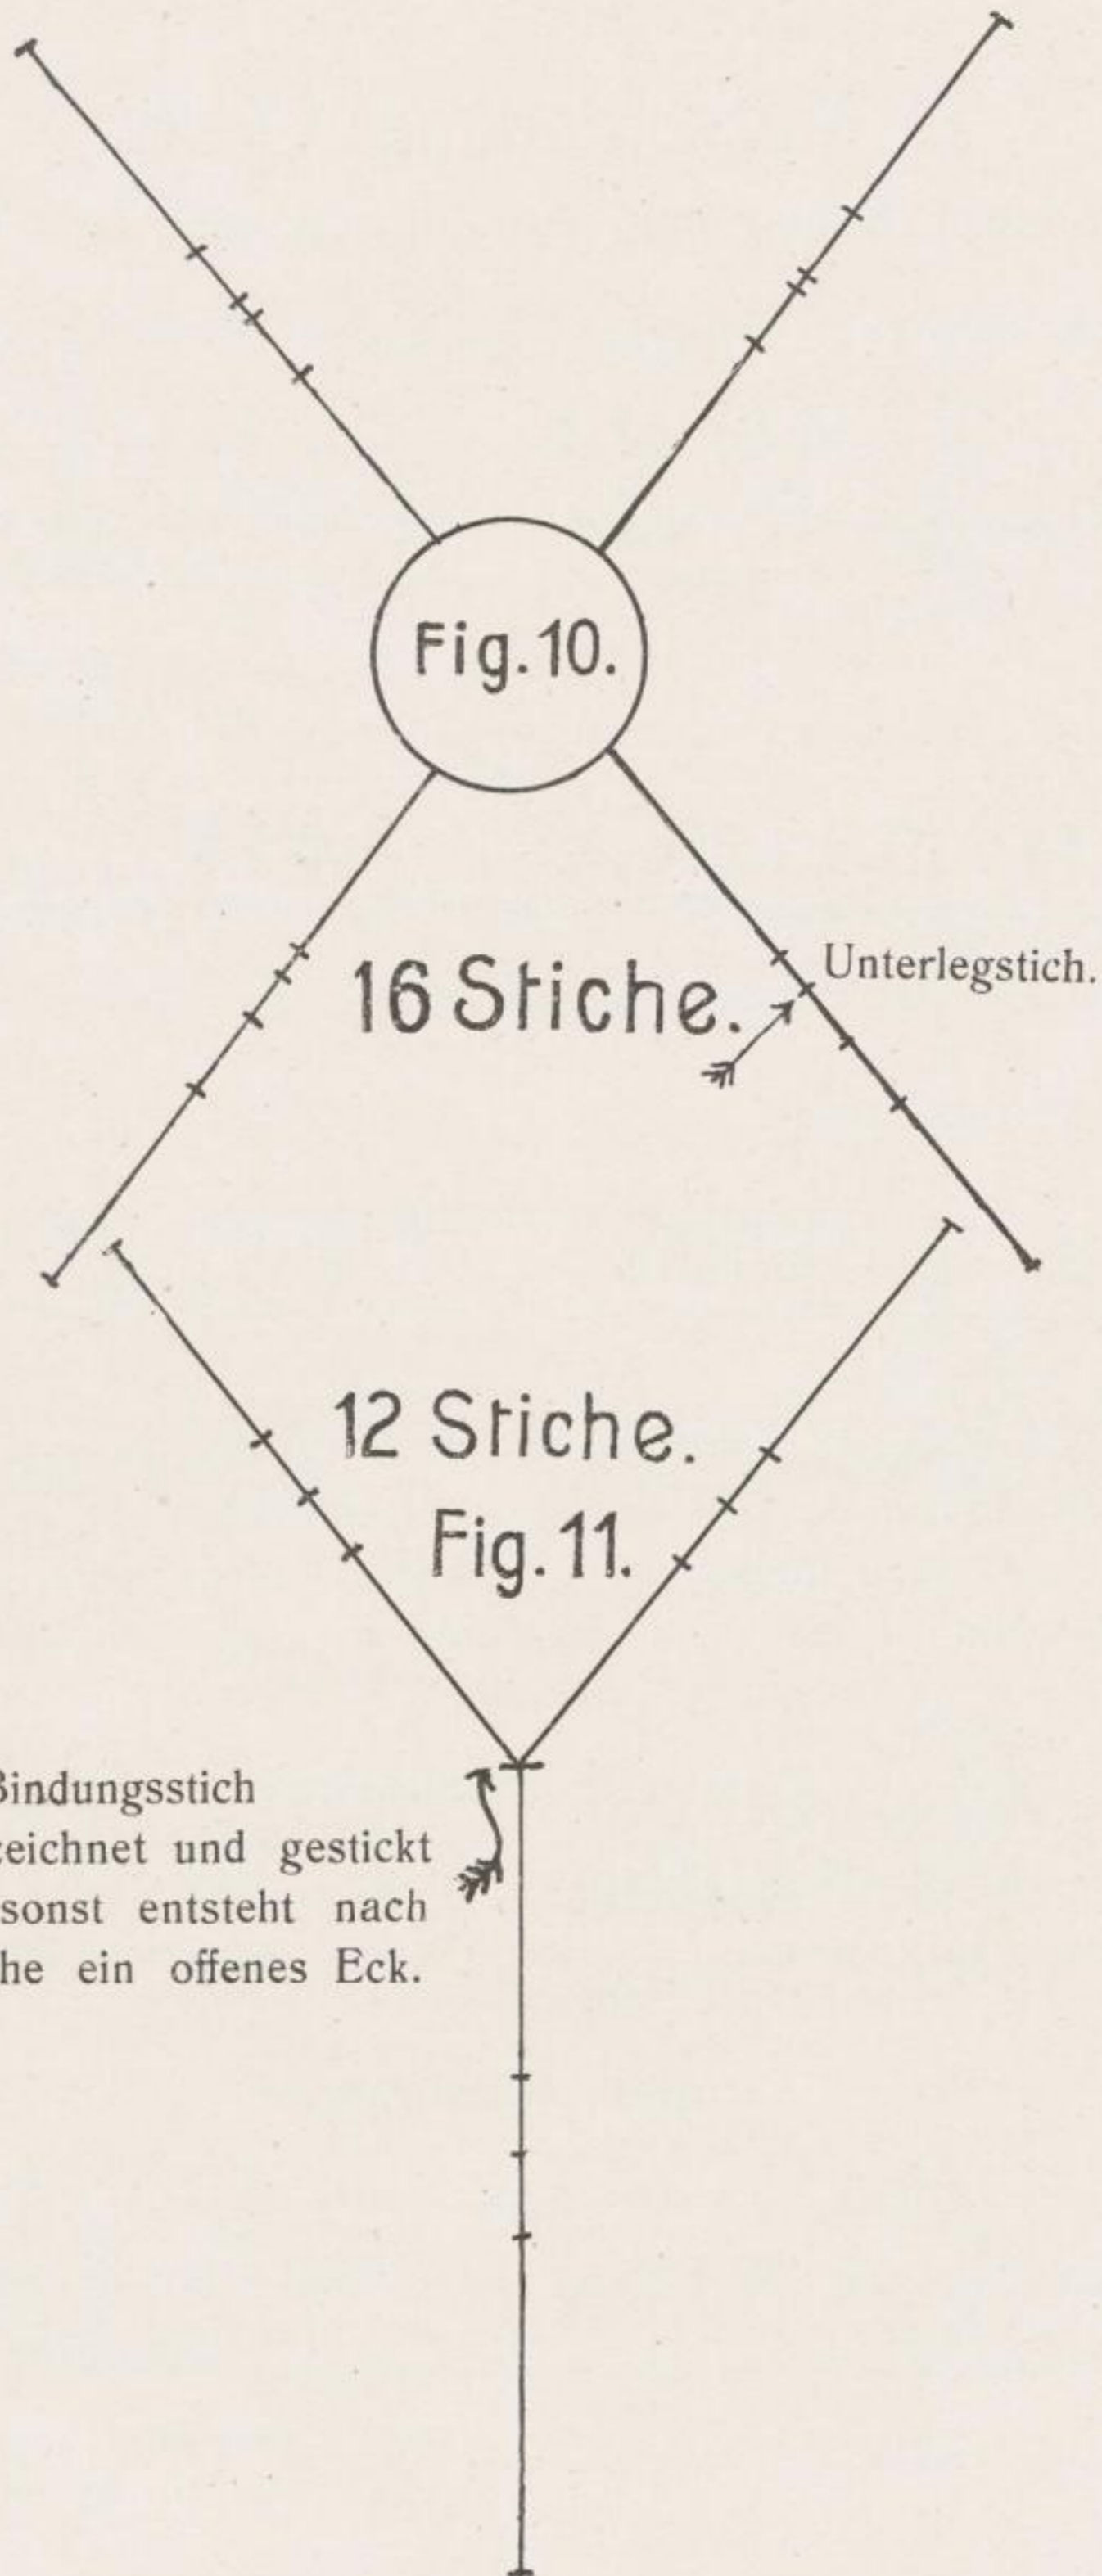 Fig. 10.
16 Stiche.
Unterlegstich.
12 Stiche.
Fig. 11.
Bindungsstich
zeichnet und gestickt
sonst entsteht nach
he ein offenes Eck.